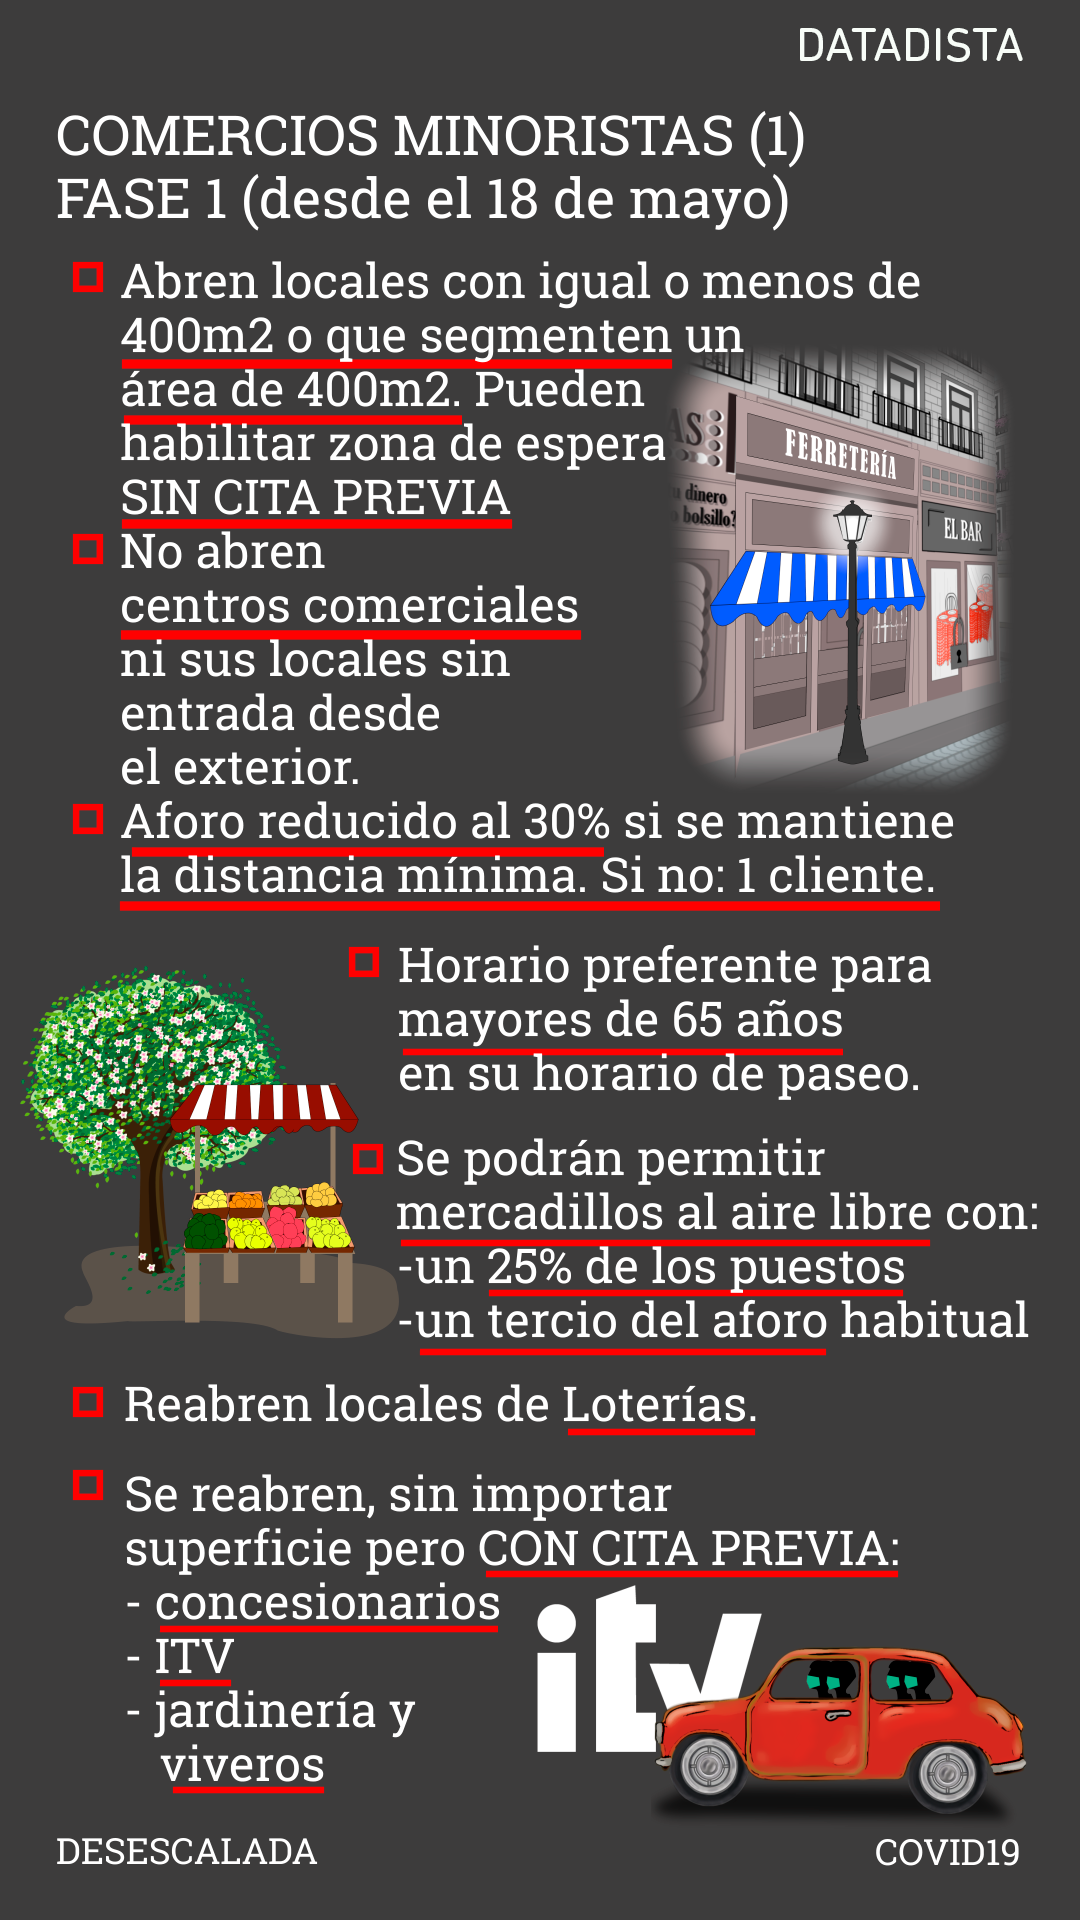 DATADISTA
COMERCIOS MINORISTAS (1)
FASE 1 (desde el 18 de mayo)
Abren locales con igual o menos de
400m2 o que segmenten un
área de 400m2. Pueden
habilitar zona de espera
SIN CITA PREVIA
AS
FERRETERÍA
dinero
bolsillo?
EL BAR
No abren
centros comerciales
ni sus locales sin
entrada desde
el exterior.
Aforo reducido al 30% si se mantiene
la distancia mínima. Si no: 1 cliente.
Horario preferente para
mayores de 65 años
en su horario de paseo.
Se podrán permitir
mercadillos al aire libre con:
-un 25% de los puestos
-un tercio del aforo habitual
Reabren locales de Loterías.
Se reabren, sin importar
superficie pero CON CITA PREVIA:
- concesionarios
- ITV
- jardinería y
viveros
itv
DESESCALADA
COVID19